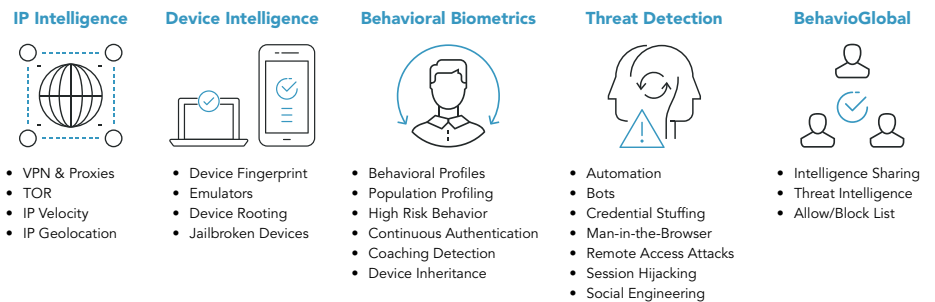 IP Intelligence
• VPN & Proxies
• TOR
• IP Velocity
• IP Geolocation
Device Intelligence
• Device Fingerprint
• Emulators
• Device Rooting
• Jailbroken Devices
Behavioral Biometrics
• Behavioral Profiles
• Population Profiling
• High Risk Behavior
• Continuous Authentication
• Coaching Detection
• Device Inheritance
Threat Detection
• Automation
• Bots
• Credential Stuffing
• Man-in-the-Browser
• Remote Access Attacks
• Session Hijacking
• Social Engineering
BehavioGlobal
• Intelligence Sharing
• Threat Intelligence
• Allow/Block List